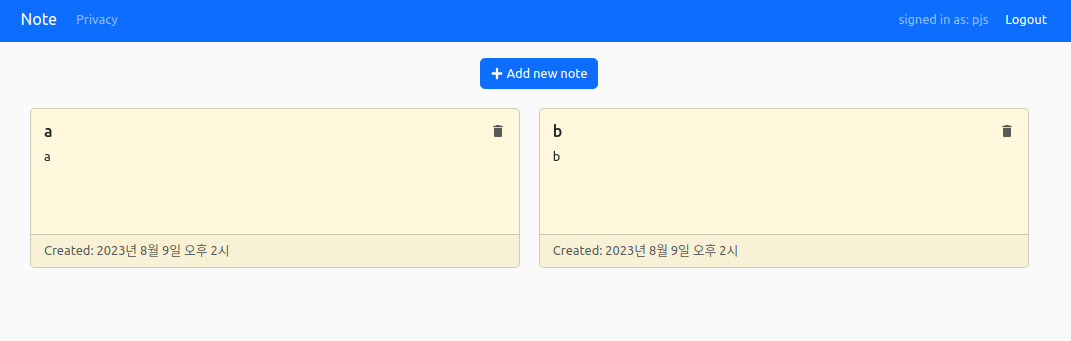 Note Privacy signed in as: pjs Logout
+ Add new note
a
a
Created: 2023년 8월 9일 오후 2시
b
b
Created: 2023년 8월 9일 오후 2시